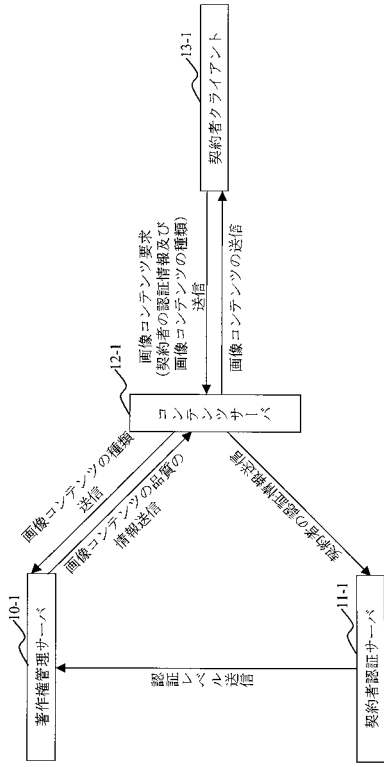 著作権管理サーバ
10-1
契約者認証サーバ
11-1
認証レベル送信
画像コンテンツの種類
送信
画像コンテンツの品質の
情報送信
契約者の認証情報送信
12-1
コンテンツサーバ
画像コンテンツ要求
(契約者の認証情報及び
画像コンテンツの種類)
送信
画像コンテンツの送信
13-1
契約者クライアント